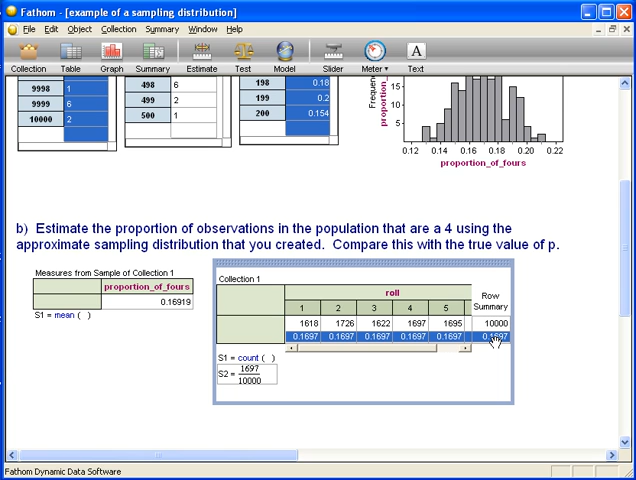 Fathom - [example of a sampling distribution]
File Edit Object Collection Summary Window Help
Collection Table Graph Summary Estimate Test Model Slider Meter Text
9998 1
9999 6
10000 2
498 6
499 2
500 1
198 0.18
199 0.2
200 0.154
proportion_
15
10
5
0.12 0.14 0.16 0.18 0.20 0.22
proportion_of_fours
b) Estimate the proportion of observations in the population that are a 4 using the
approximate sampling distribution that you created. Compare this with the true value of p.
Measures from Sample of Collection 1
proportion_of_fours
0.16919
S1 = mean ( )
Collection 1
roll
Row
Summary
1 2 3 4 5
1618 1726 1622 1697 1695 10000
0.1697 0.1697 0.1697 0.1697 0.1697
S1 = count ( )
S2 = 1697
10000
Fathom Dynamic Data Software